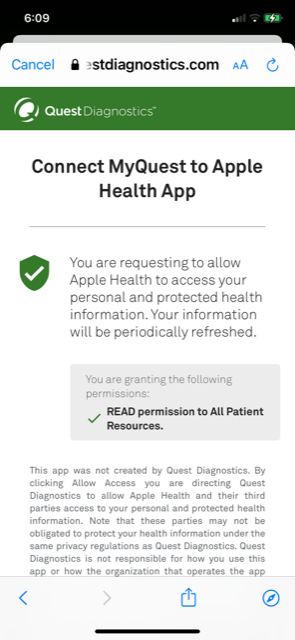 6:09
Cancel
stdiagnostics.com
AA
Quest Diagnostics™
Connect MyQuest to Apple
Health App
You are requesting to allow
Apple Health to access your
personal and protected health
information. Your information
will be periodically refreshed.
You are granting the following
permissions:
READ permission to All Patient
Resources.
This app was not created by Quest Diagnostics. By
clicking Allow Access you are directing Quest
Diagnostics to allow Apple Health and their third
parties access to your personal and protected health
information. Note that these parties may not be
obligated to protect your health information under the
same privacy regulations as Quest Diagnostics. Quest
Diagnostics is not responsible for how you use this
app or how the organization that operates the app